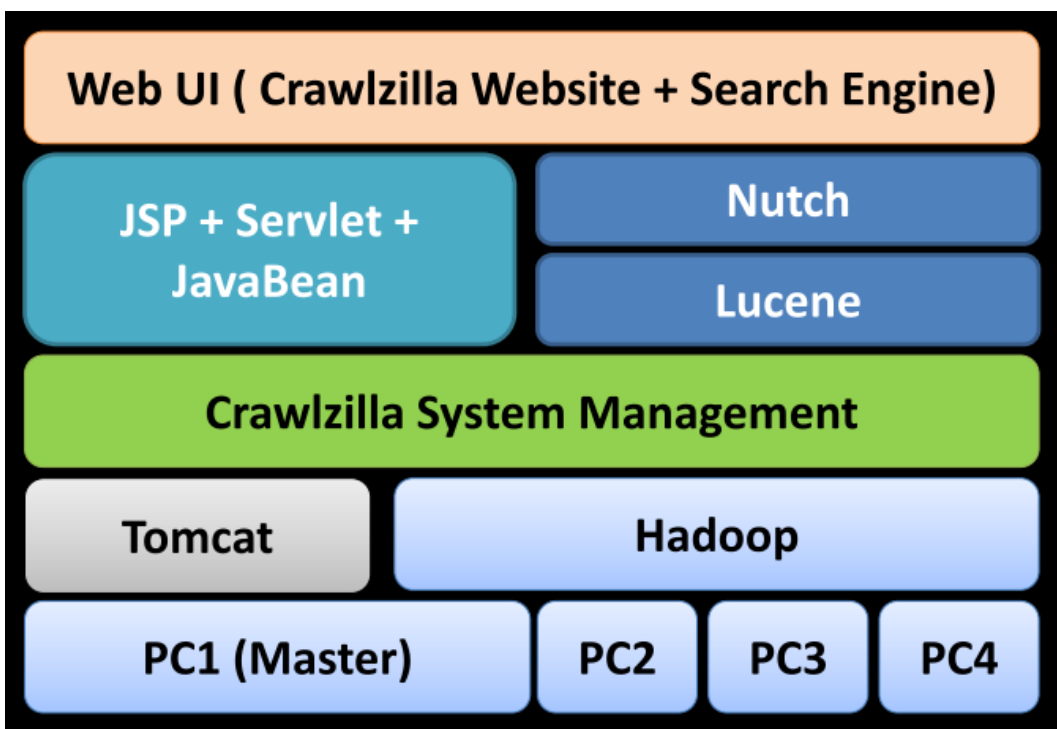 Web UI ( Crawlzilla Website + Search Engine)
JSP + Servlet +
JavaBean
Nutch
Lucene
Crawlzilla System Management
Tomcat
Hadoop
PC1 (Master)
PC2
PC3
PC4